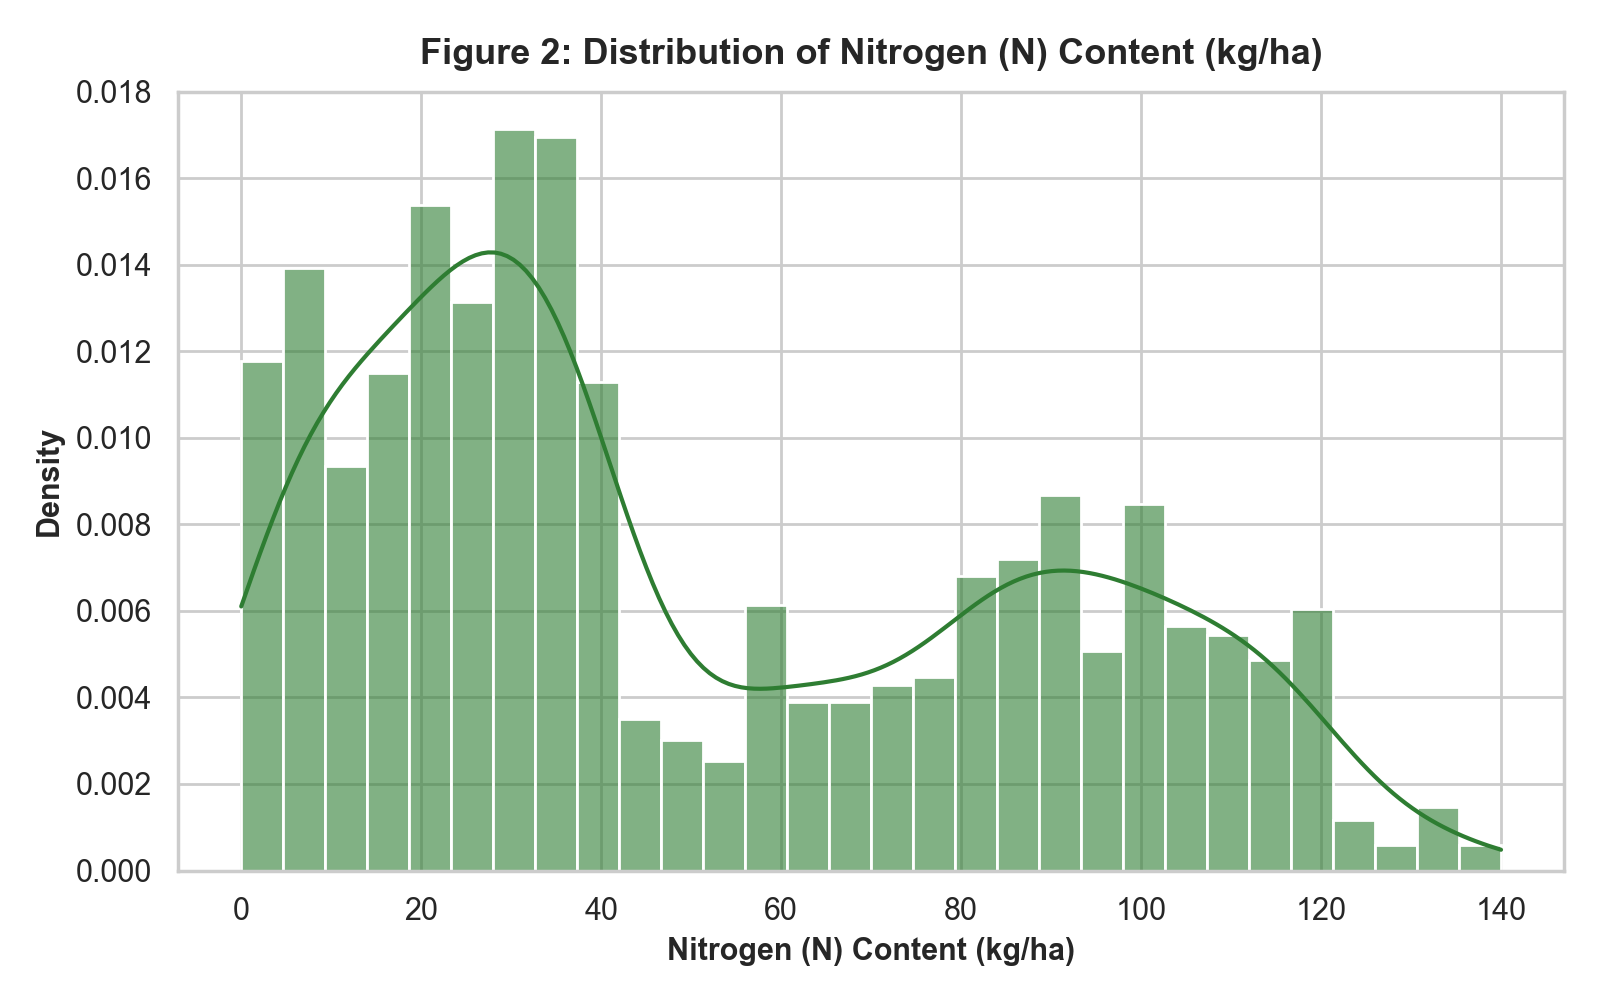 Figure 2: Distribution of Nitrogen (N) Content (kg/ha)
0.018
0.016
0.014
0.012
0.010
0.008
0.006
0.004
0.002
0.000
Density
0 20 40 60 80 100 120 140
Nitrogen (N) Content (kg/ha)